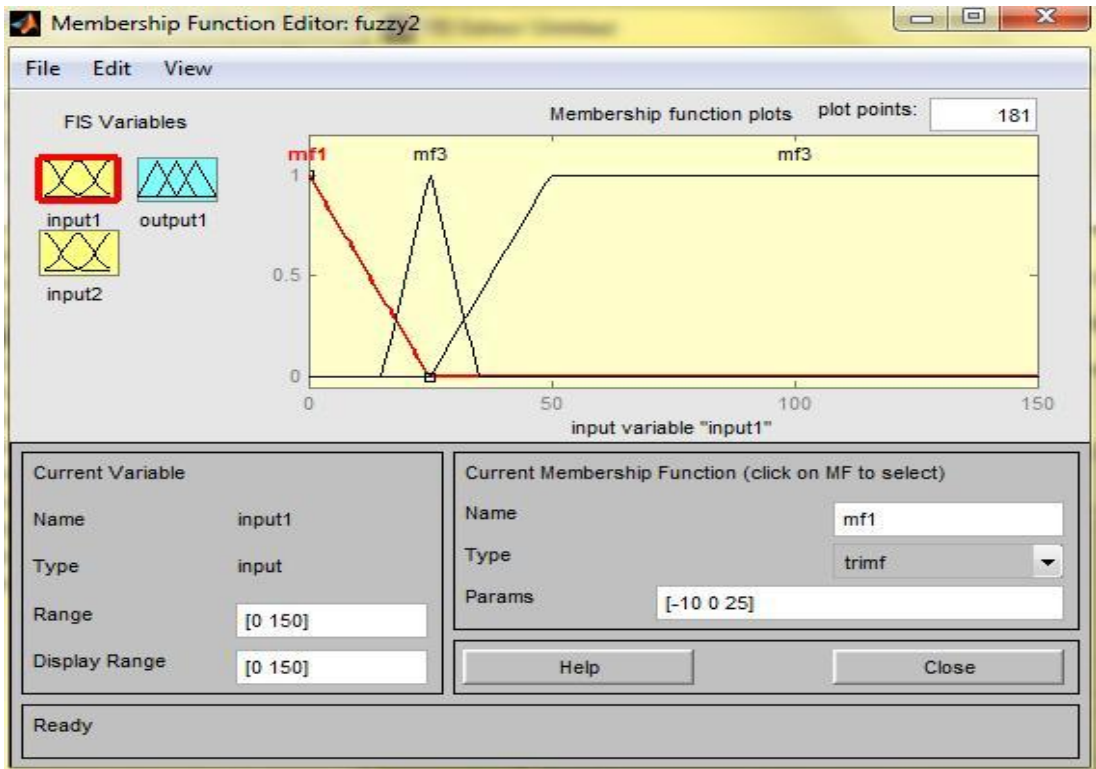 Membership Function Editor: fuzzy2
File Edit View
FIS Variables
input1 output1
input2
Membership function plots plot points: 181
mf1 mf3 mf3
1
0.5
0
0 50 100 150
input variable "input1"
Current Variable
Name input1
Type input
Range [0 150]
Display Range [0 150]
Current Membership Function (click on MF to select)
Name mf1
Type trimf
Params [-10 0 25]
Help Close
Ready